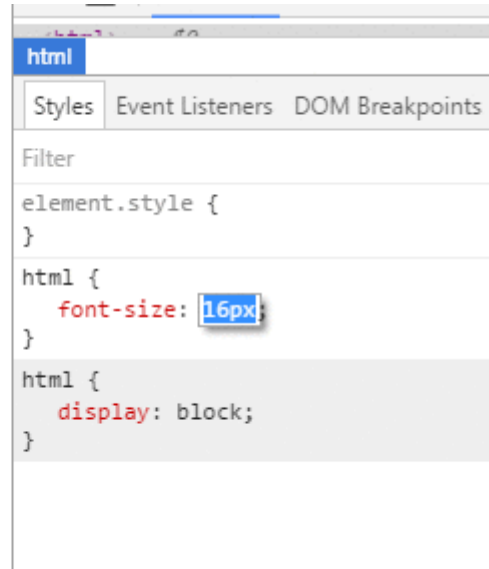 html
Styles Event Listeners DOM Breakpoints
Filter
element.style {
}
html {
font-size: 16px;
}
html {
display: block;
}